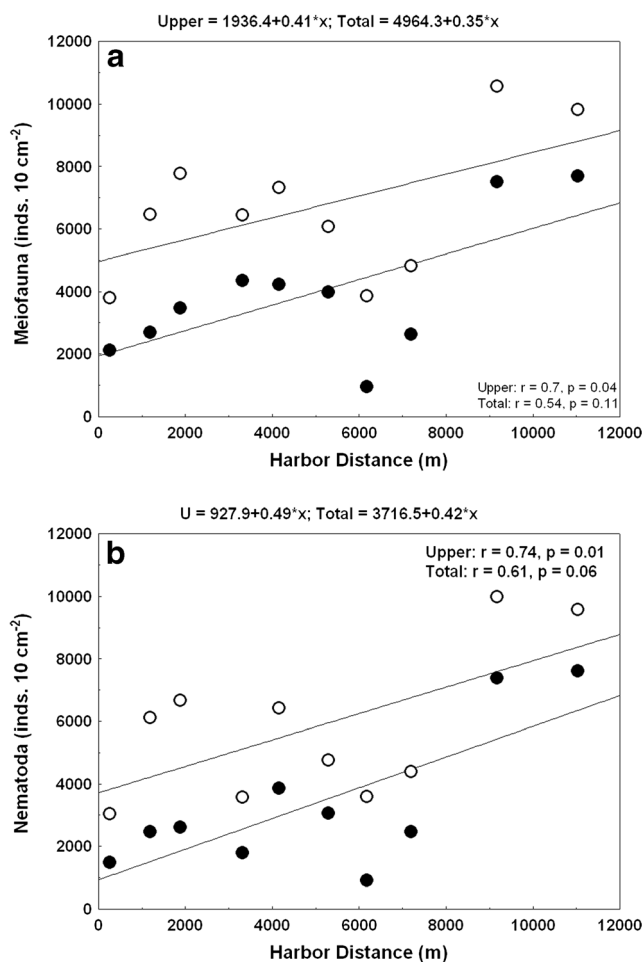 Upper = 1936.4+0.41*x; Total = 4964.3+0.35*x
a
12000
10000
8000
6000
4000
2000
0
Meiofauna (inds. 10 cm⁻²)
Upper: r = 0.7, p = 0.04
Total: r = 0.54, p = 0.11
0 2000 4000 6000 8000 10000 12000
Harbor Distance (m)
U = 927.9+0.49*x; Total = 3716.5+0.42*x
b
12000
10000
8000
6000
4000
2000
0
Nematoda (inds. 10 cm⁻²)
Upper: r = 0.74, p = 0.01
Total: r = 0.61, p = 0.06
0 2000 4000 6000 8000 10000 12000
Harbor Distance (m)